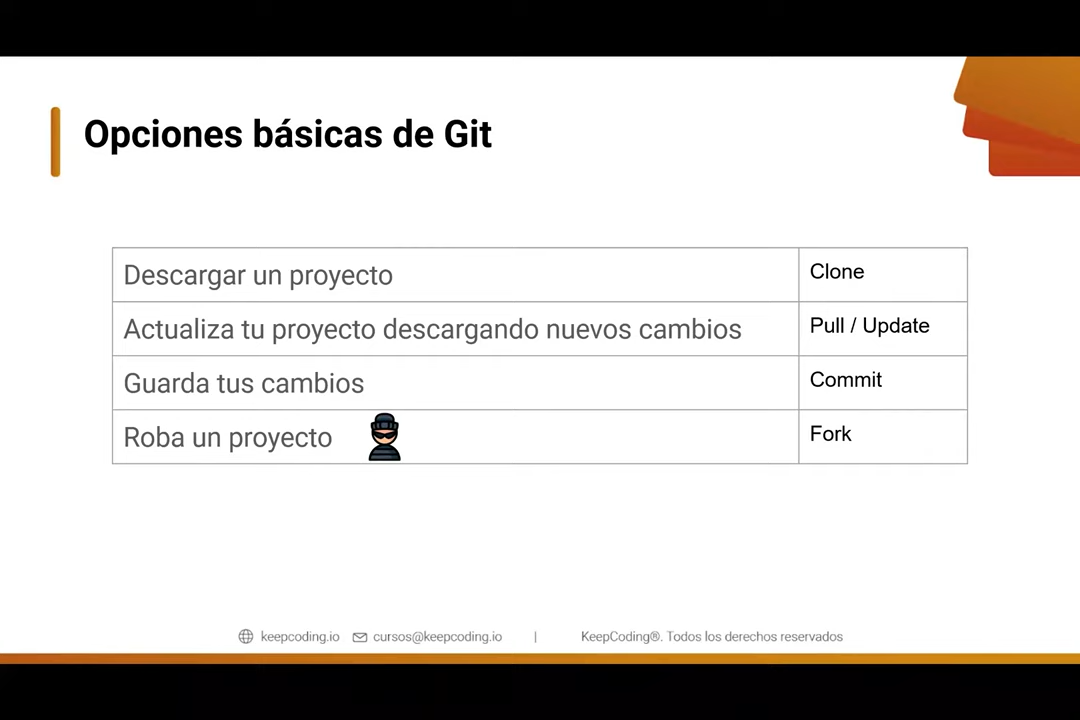 Opciones básicas de Git
Descargar un proyecto Clone
Actualiza tu proyecto descargando nuevos cambios Pull / Update
Guarda tus cambios Commit
Roba un proyecto Fork
keepcoding.io cursos@keepcoding.io | KeepCoding®. Todos los derechos reservados